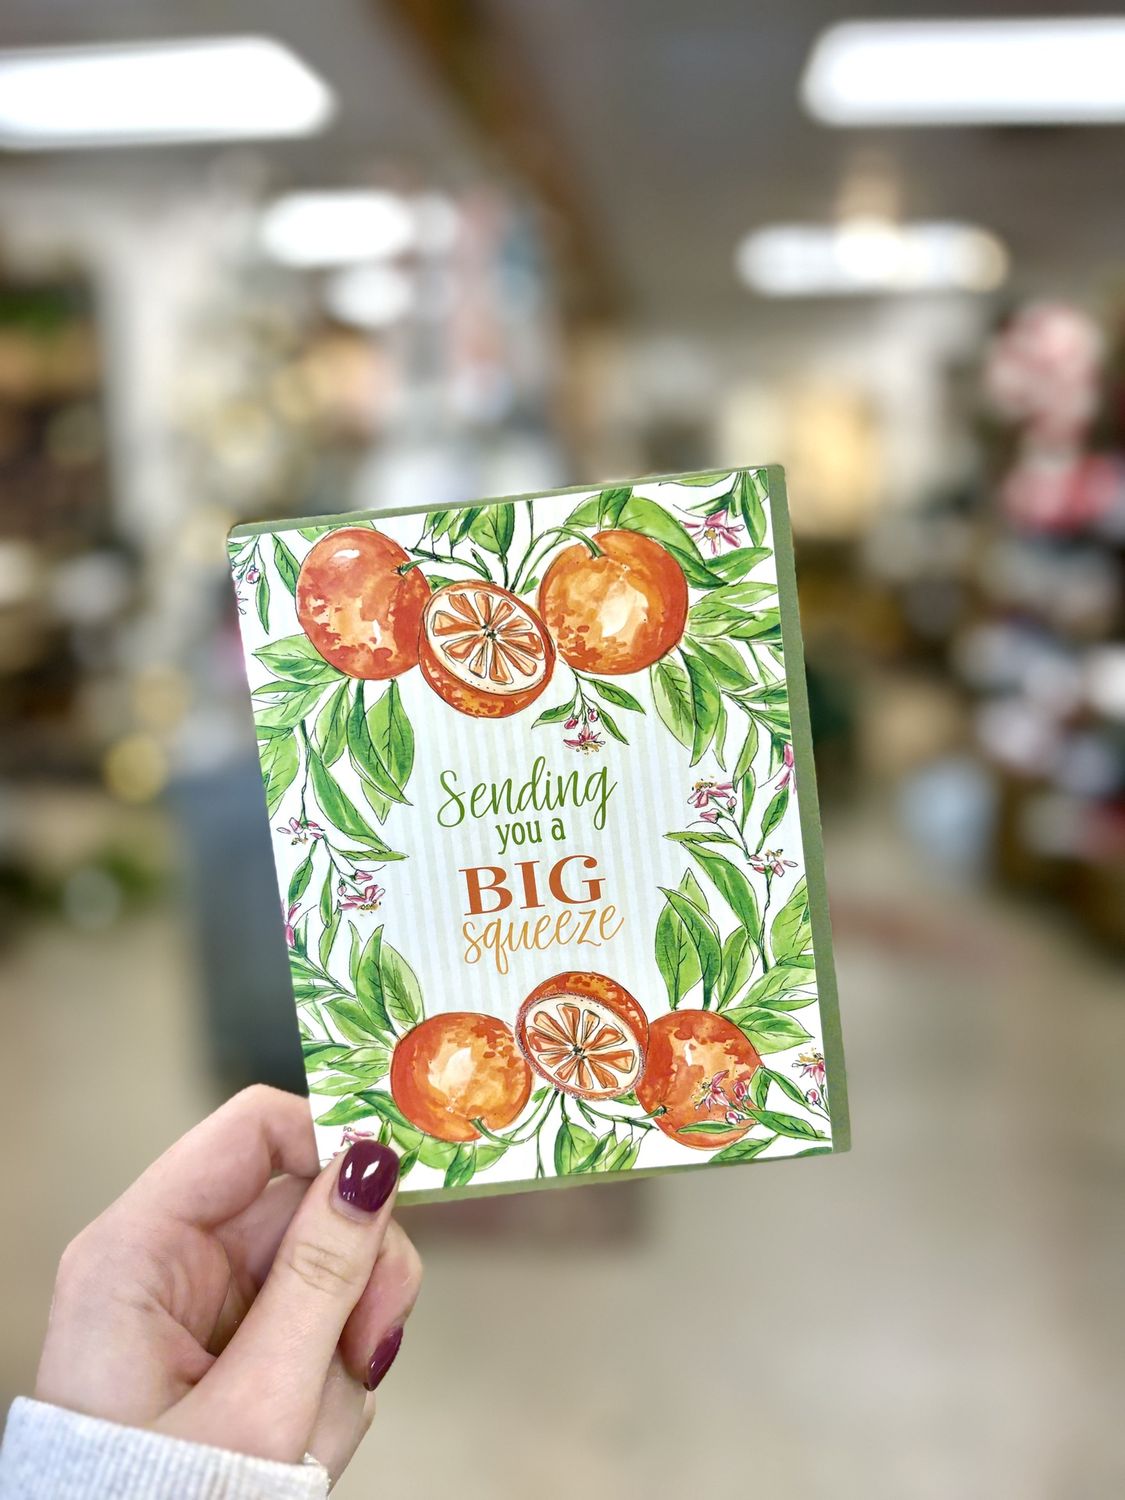 Sending
you a
BIG
squeeze